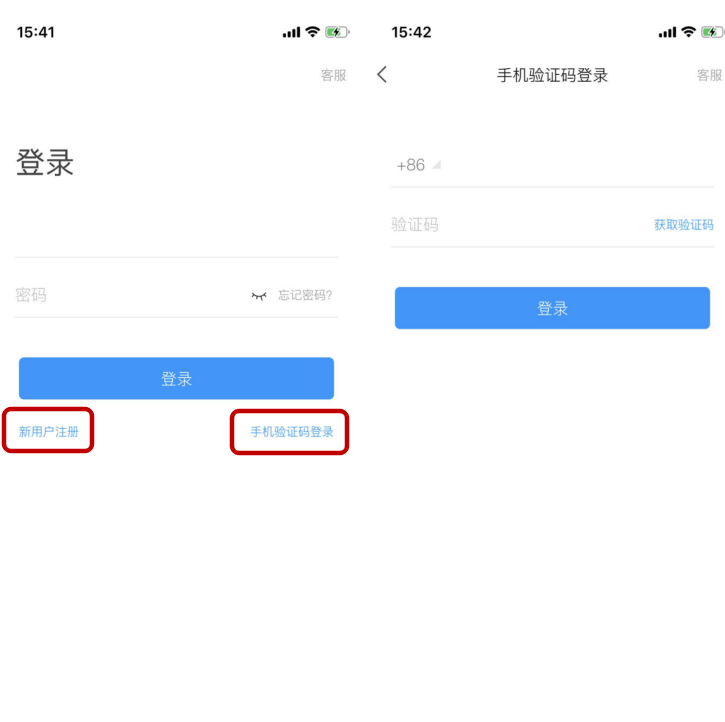 15:41
客服
登录
密码
忘记密码?
登录
新用户注册
手机验证码登录
15:42
手机验证码登录
客服
+86
验证码
获取验证码
登录